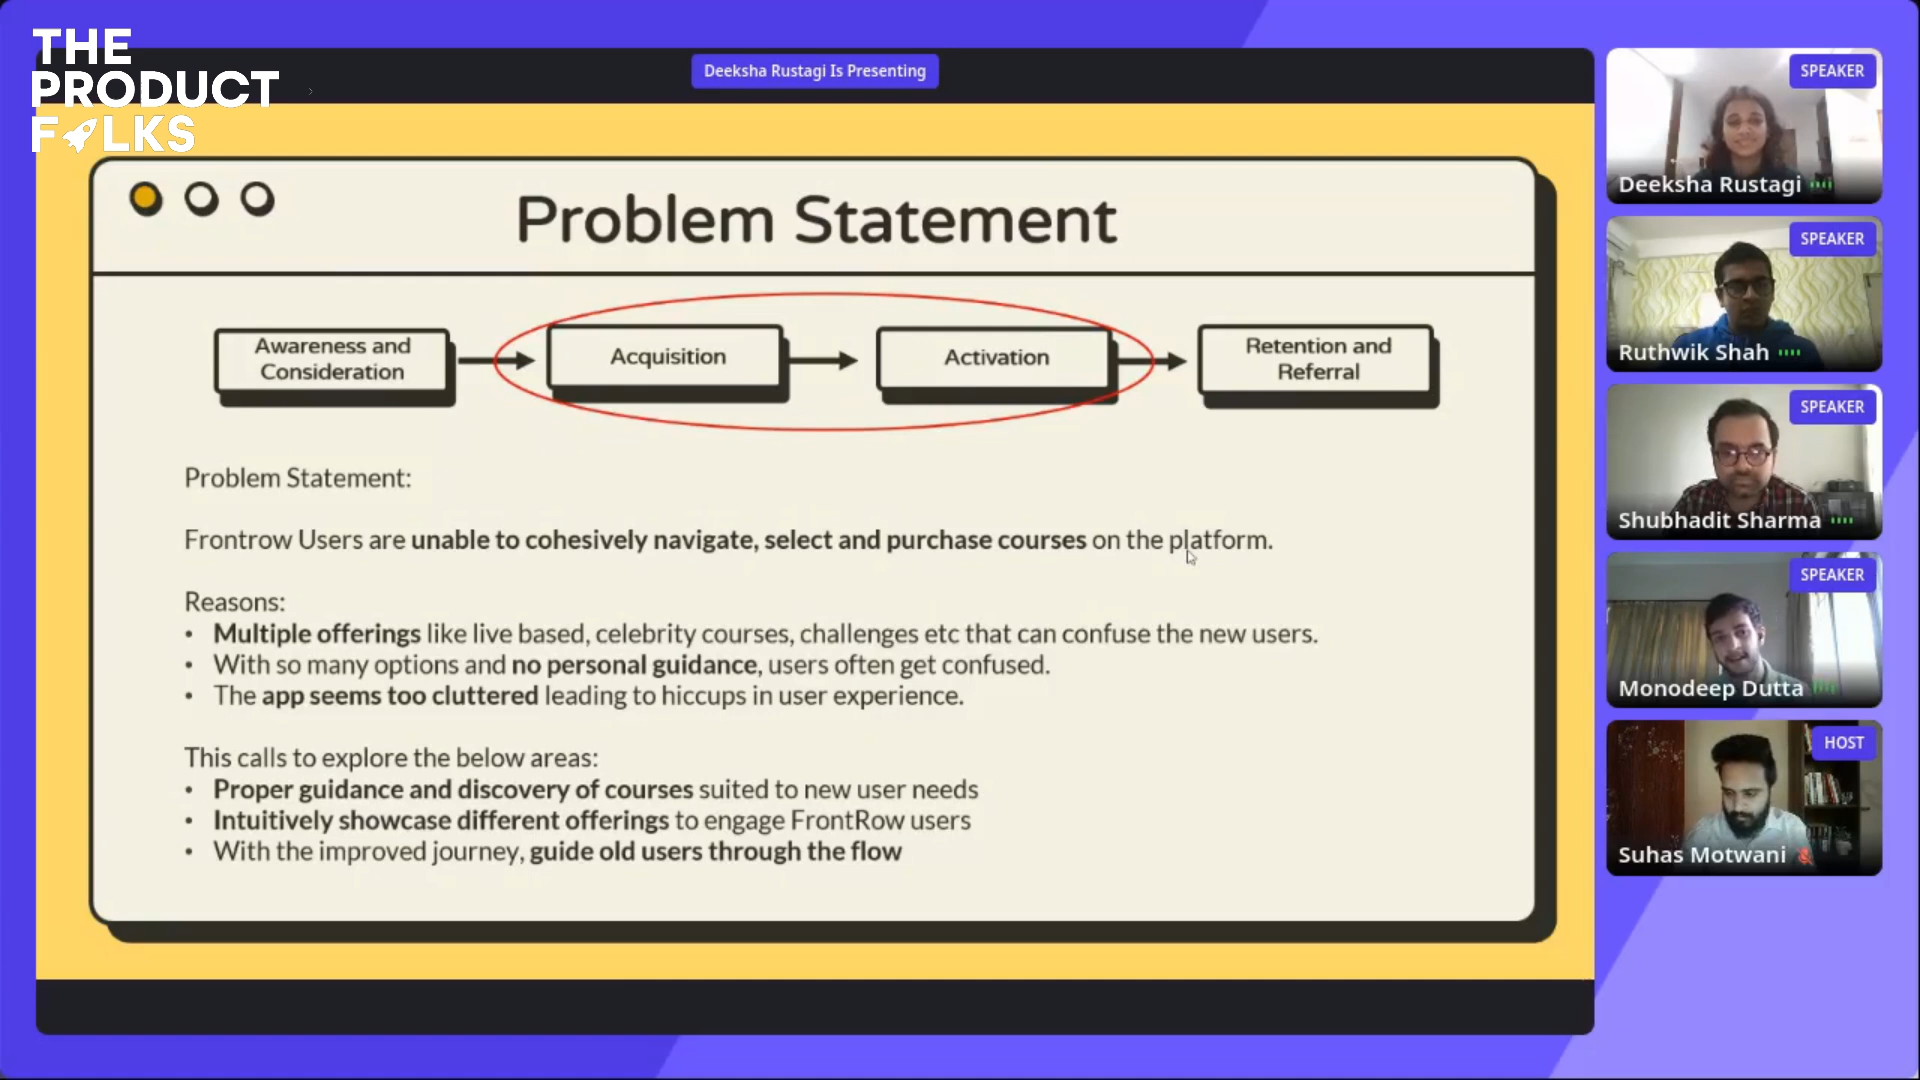 THE
PRODUCT
FOLKS
Deeksha Rustagi Is Presenting
Problem Statement
Awareness and
Consideration
Acquisition
Activation
Retention and
Referral
Problem Statement:
Frontrow Users are unable to cohesively navigate, select and purchase courses on the platform.
Reasons:
• Multiple offerings like live based, celebrity courses, challenges etc that can confuse the new users.
• With so many options and no personal guidance, users often get confused.
• The app seems too cluttered leading to hiccups in user experience.
This calls to explore the below areas:
• Proper guidance and discovery of courses suited to new user needs
• Intuitively showcase different offerings to engage FrontRow users
• With the improved journey, guide old users through the flow
SPEAKER
Deeksha Rustagi
SPEAKER
Ruthwik Shah
SPEAKER
Shubhadit Sharma
SPEAKER
Monodeep Dutta
HOST
Suhas Motwani